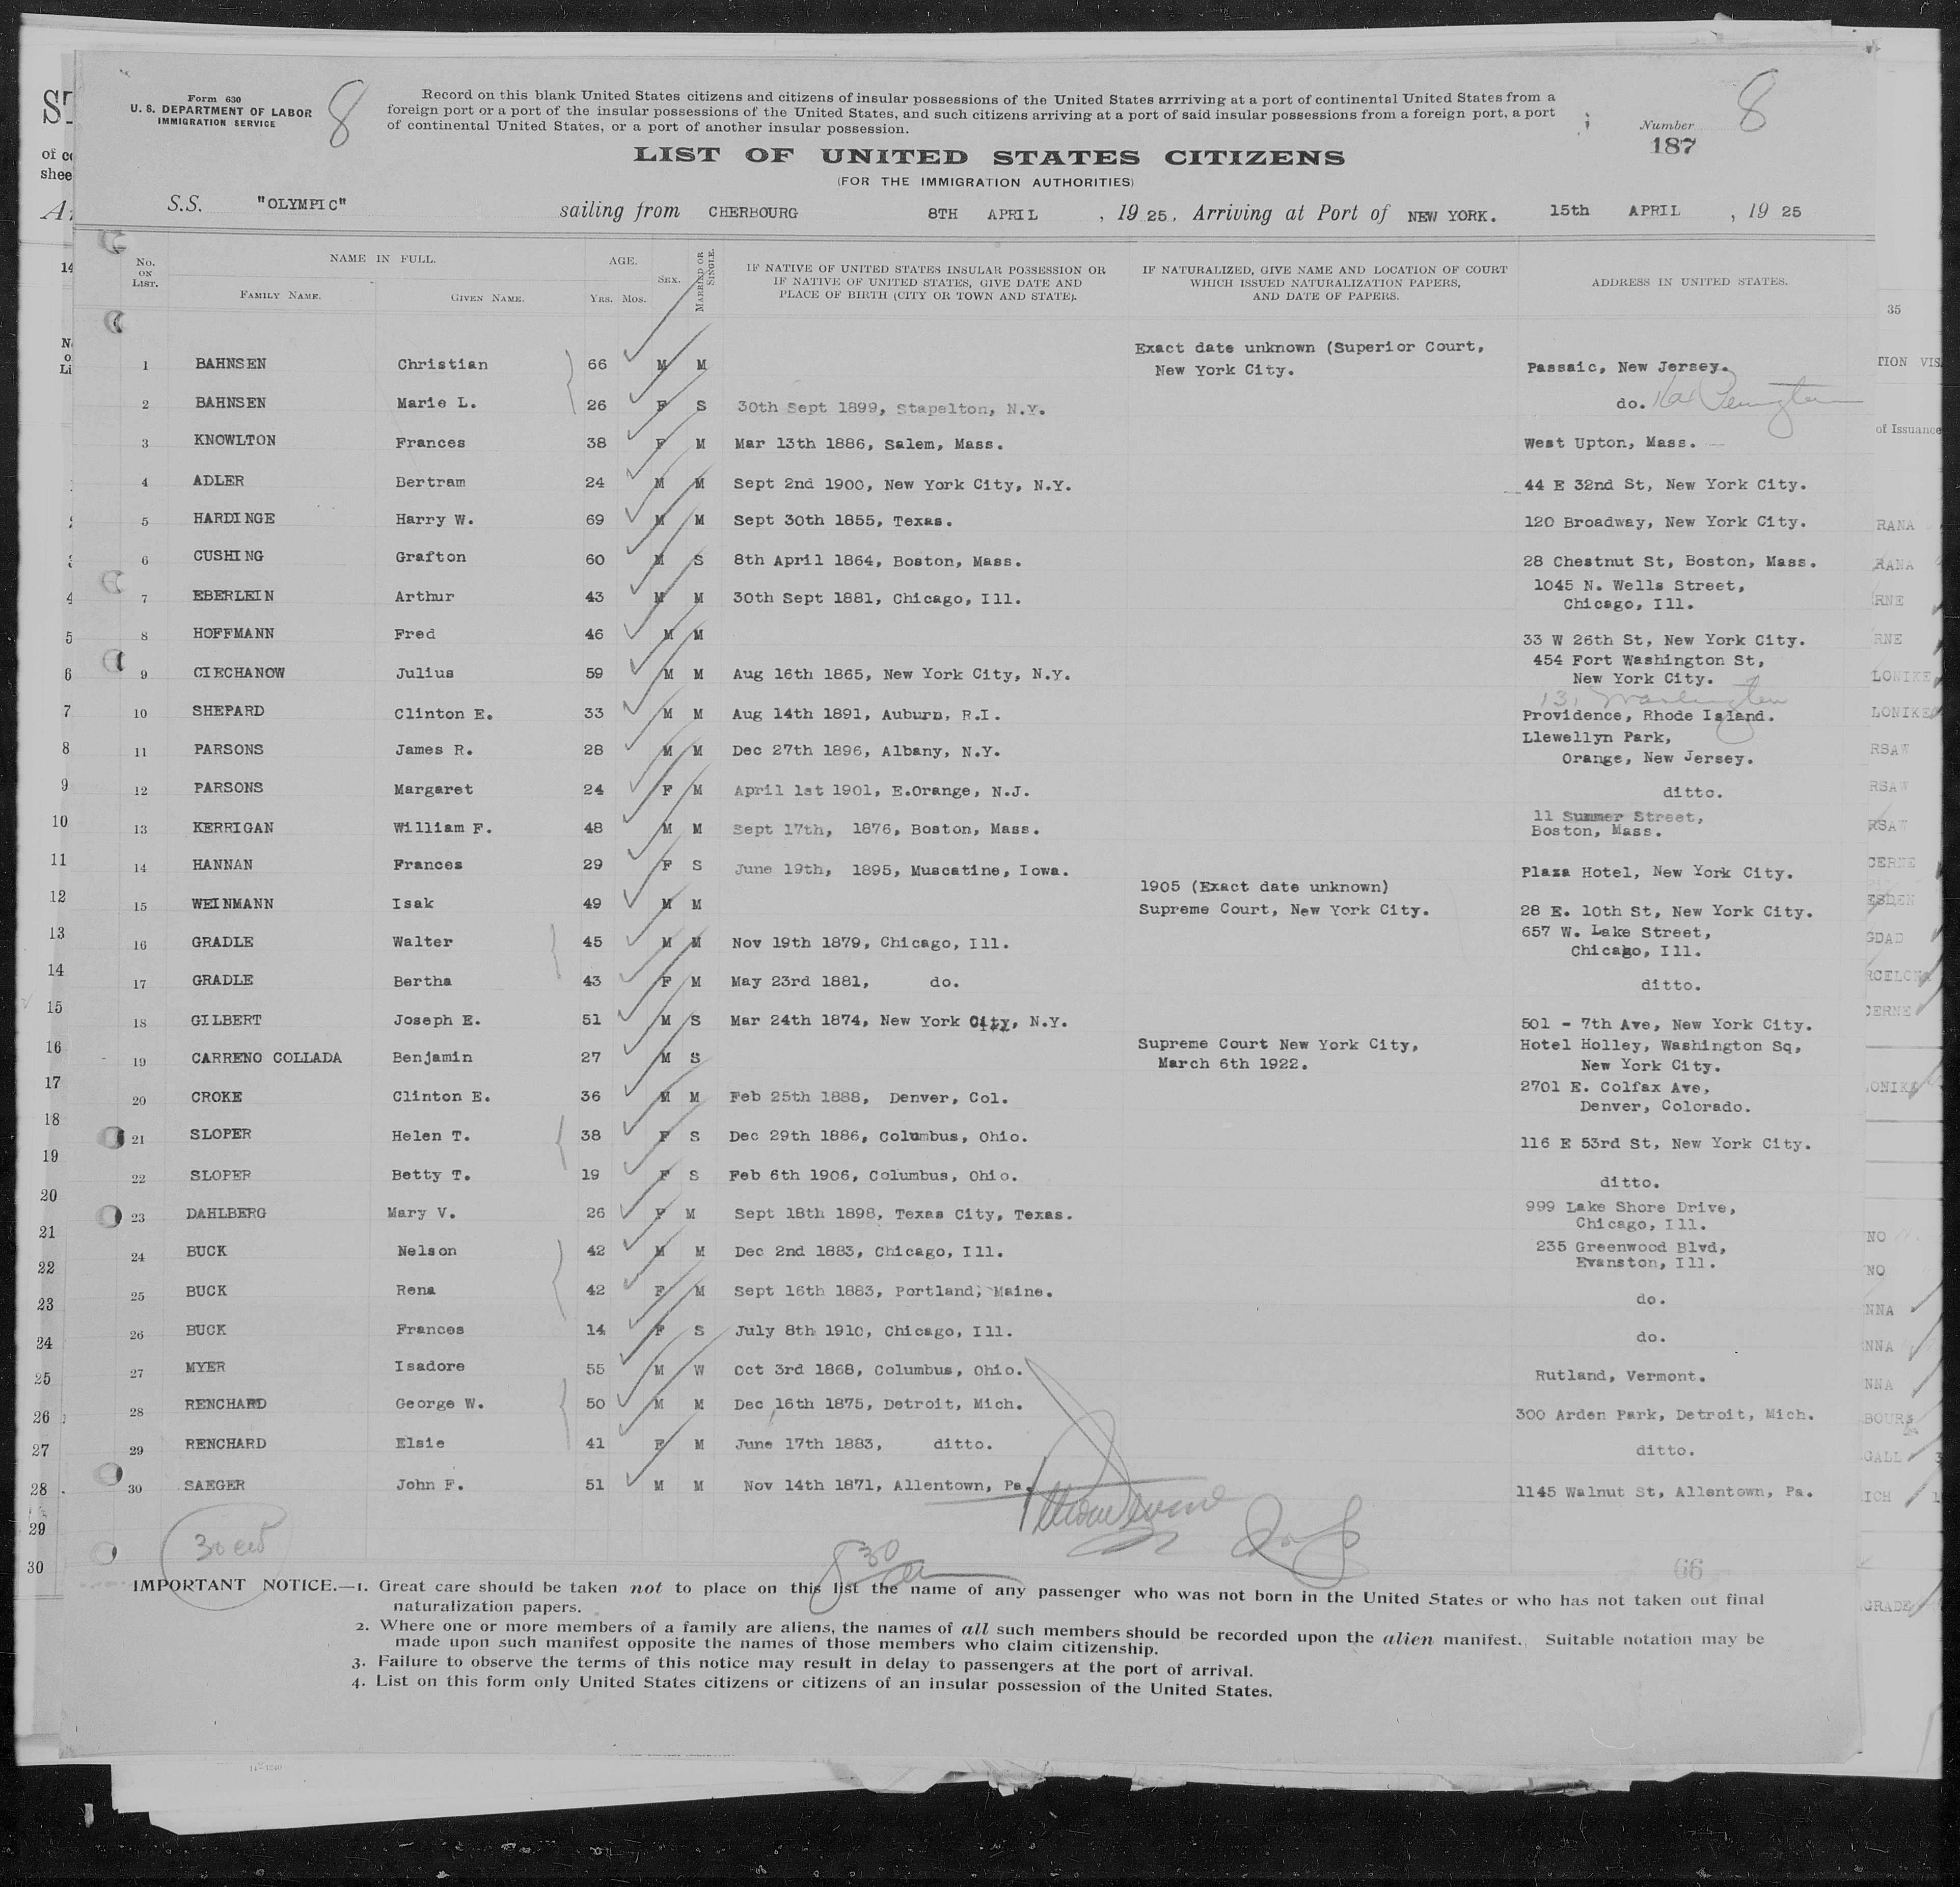 Form 630
U. S. DEPARTMENT OF LABOR
IMMIGRATION SERVICE
8
Record on this blank United States citizens and citizens of insular possessions of the United States arrriving at a port of continental United States from a
foreign port or a port of the insular possessions of the United States, and such citizens arriving at a port of said insular possessions from a foreign port, a port
of continental United States, or a port of another insular possession.
Number
187
8
LIST OF UNITED STATES CITIZENS
(FOR THE IMMIGRATION AUTHORITIES)
S.S. "OLYMPIC" sailing from CHERBOURG 8TH APRIL, 1925, Arriving at Port of NEW YORK. 15th APRIL, 1925
No. ON LIST. NAME IN FULL. FAMILY NAME. GIVEN NAME. AGE. YRS. MOS. SEX. MARRIED OR SINGLE.
IF NATIVE OF UNITED STATES INSULAR POSSESSION OR IF NATIVE OF UNITED STATES, GIVE DATE AND PLACE OF BIRTH (CITY OR TOWN AND STATE).
IF NATURALIZED, GIVE NAME AND LOCATION OF COURT WHICH ISSUED NATURALIZATION PAPERS, AND DATE OF PAPERS.
ADDRESS IN UNITED STATES.
1 BAHNSEN Christian 66 M M Exact date unknown (Superior Court, New York City. Passaic, New Jersey.
2 BAHNSEN Marie L. 26 F S 30th Sept 1899, Stapelton, N.Y. do.
3 KNOWLTON Frances 38 F M Mar 13th 1886, Salem, Mass. West Upton, Mass.
4 ADLER Bertram 24 M M Sept 2nd 1900, New York City, N.Y. 44 E 32nd St, New York City.
5 HARDINGE Harry W. 69 M M Sept 30th 1855, Texas. 120 Broadway, New York City.
6 CUSHING Grafton 60 M S 8th April 1864, Boston, Mass. 28 Chestnut St, Boston, Mass.
7 EBERLEIN Arthur 43 M M 30th Sept 1881, Chicago, Ill. 1045 N. Wells Street, Chicago, Ill.
8 HOFFMANN Fred 46 M M 33 W 26th St, New York City.
9 CIECHANOW Julius 59 M M Aug 16th 1865, New York City, N.Y. 454 Fort Washington St, New York City.
10 SHEPARD Clinton E. 33 M M Aug 14th 1891, Auburn, R.I. Providence, Rhode Island.
11 PARSONS James R. 28 M M Dec 27th 1896, Albany, N.Y. Llewellyn Park, Orange, New Jersey.
12 PARSONS Margaret 24 F M April 1st 1901, E.Orange, N.J. ditto.
13 KERRIGAN William F. 48 M M Sept 17th, 1876, Boston, Mass. 11 Summer Street, Boston, Mass.
14 HANNAN Frances 29 F S June 19th, 1895, Muscatine, Iowa. Plaza Hotel, New York City.
15 WEINMANN Isak 49 M M 1905 (Exact date unknown) Supreme Court, New York City. 28 E. 10th St, New York City.
16 GRADLE Walter 45 M M Nov 19th 1879, Chicago, Ill. 657 W. Lake Street, Chicago, Ill.
17 GRADLE Bertha 43 F M May 23rd 1881, do. ditto.
18 GILBERT Joseph E. 51 M S Mar 24th 1874, New York City, N.Y. 501 - 7th Ave, New York City.
19 CARRENO COLLADA Benjamin 27 M S Supreme Court New York City, March 6th 1922. Hotel Holley, Washington Sq, New York City.
20 CROKE Clinton E. 36 M M Feb 25th 1888, Denver, Col. 2701 E. Colfax Ave, Denver, Colorado.
21 SLOPER Helen T. 38 F S Dec 29th 1886, Columbus, Ohio. 116 E 53rd St, New York City.
22 SLOPER Betty T. 19 F S Feb 6th 1906, Columbus, Ohio. ditto.
23 DAHLBERG Mary V. 26 F M Sept 18th 1898, Texas City, Texas. 999 Lake Shore Drive, Chicago, Ill.
24 BUCK Nelson 42 M M Dec 2nd 1883, Chicago, Ill. 235 Greenwood Blvd, Evanston, Ill.
25 BUCK Rena 42 F M Sept 16th 1883, Portland, Maine. do.
26 BUCK Frances 14 F S July 8th 1910, Chicago, Ill. do.
27 MYER Isadore 55 M W Oct 3rd 1868, Columbus, Ohio. Rutland, Vermont.
28 RENCHARD George W. 50 M M Dec 16th 1875, Detroit, Mich. 300 Arden Park, Detroit, Mich.
29 RENCHARD Elsie 41 F M June 17th 1883, ditto. ditto.
30 SAEGER John F. 51 M M Nov 14th 1871, Allentown, Pa. 1145 Walnut St, Allentown, Pa.
30
66
IMPORTANT NOTICE.—1. Great care should be taken not to place on this list the name of any passenger who was not born in the United States or who has not taken out final
naturalization papers.
2. Where one or more members of a family are aliens, the names of all such members should be recorded upon the alien manifest. Suitable notation may be
made upon such manifest opposite the names of those members who claim citizenship.
3. Failure to observe the terms of this notice may result in delay to passengers at the port of arrival.
4. List on this form only United States citizens or citizens of an insular possession of the United States.